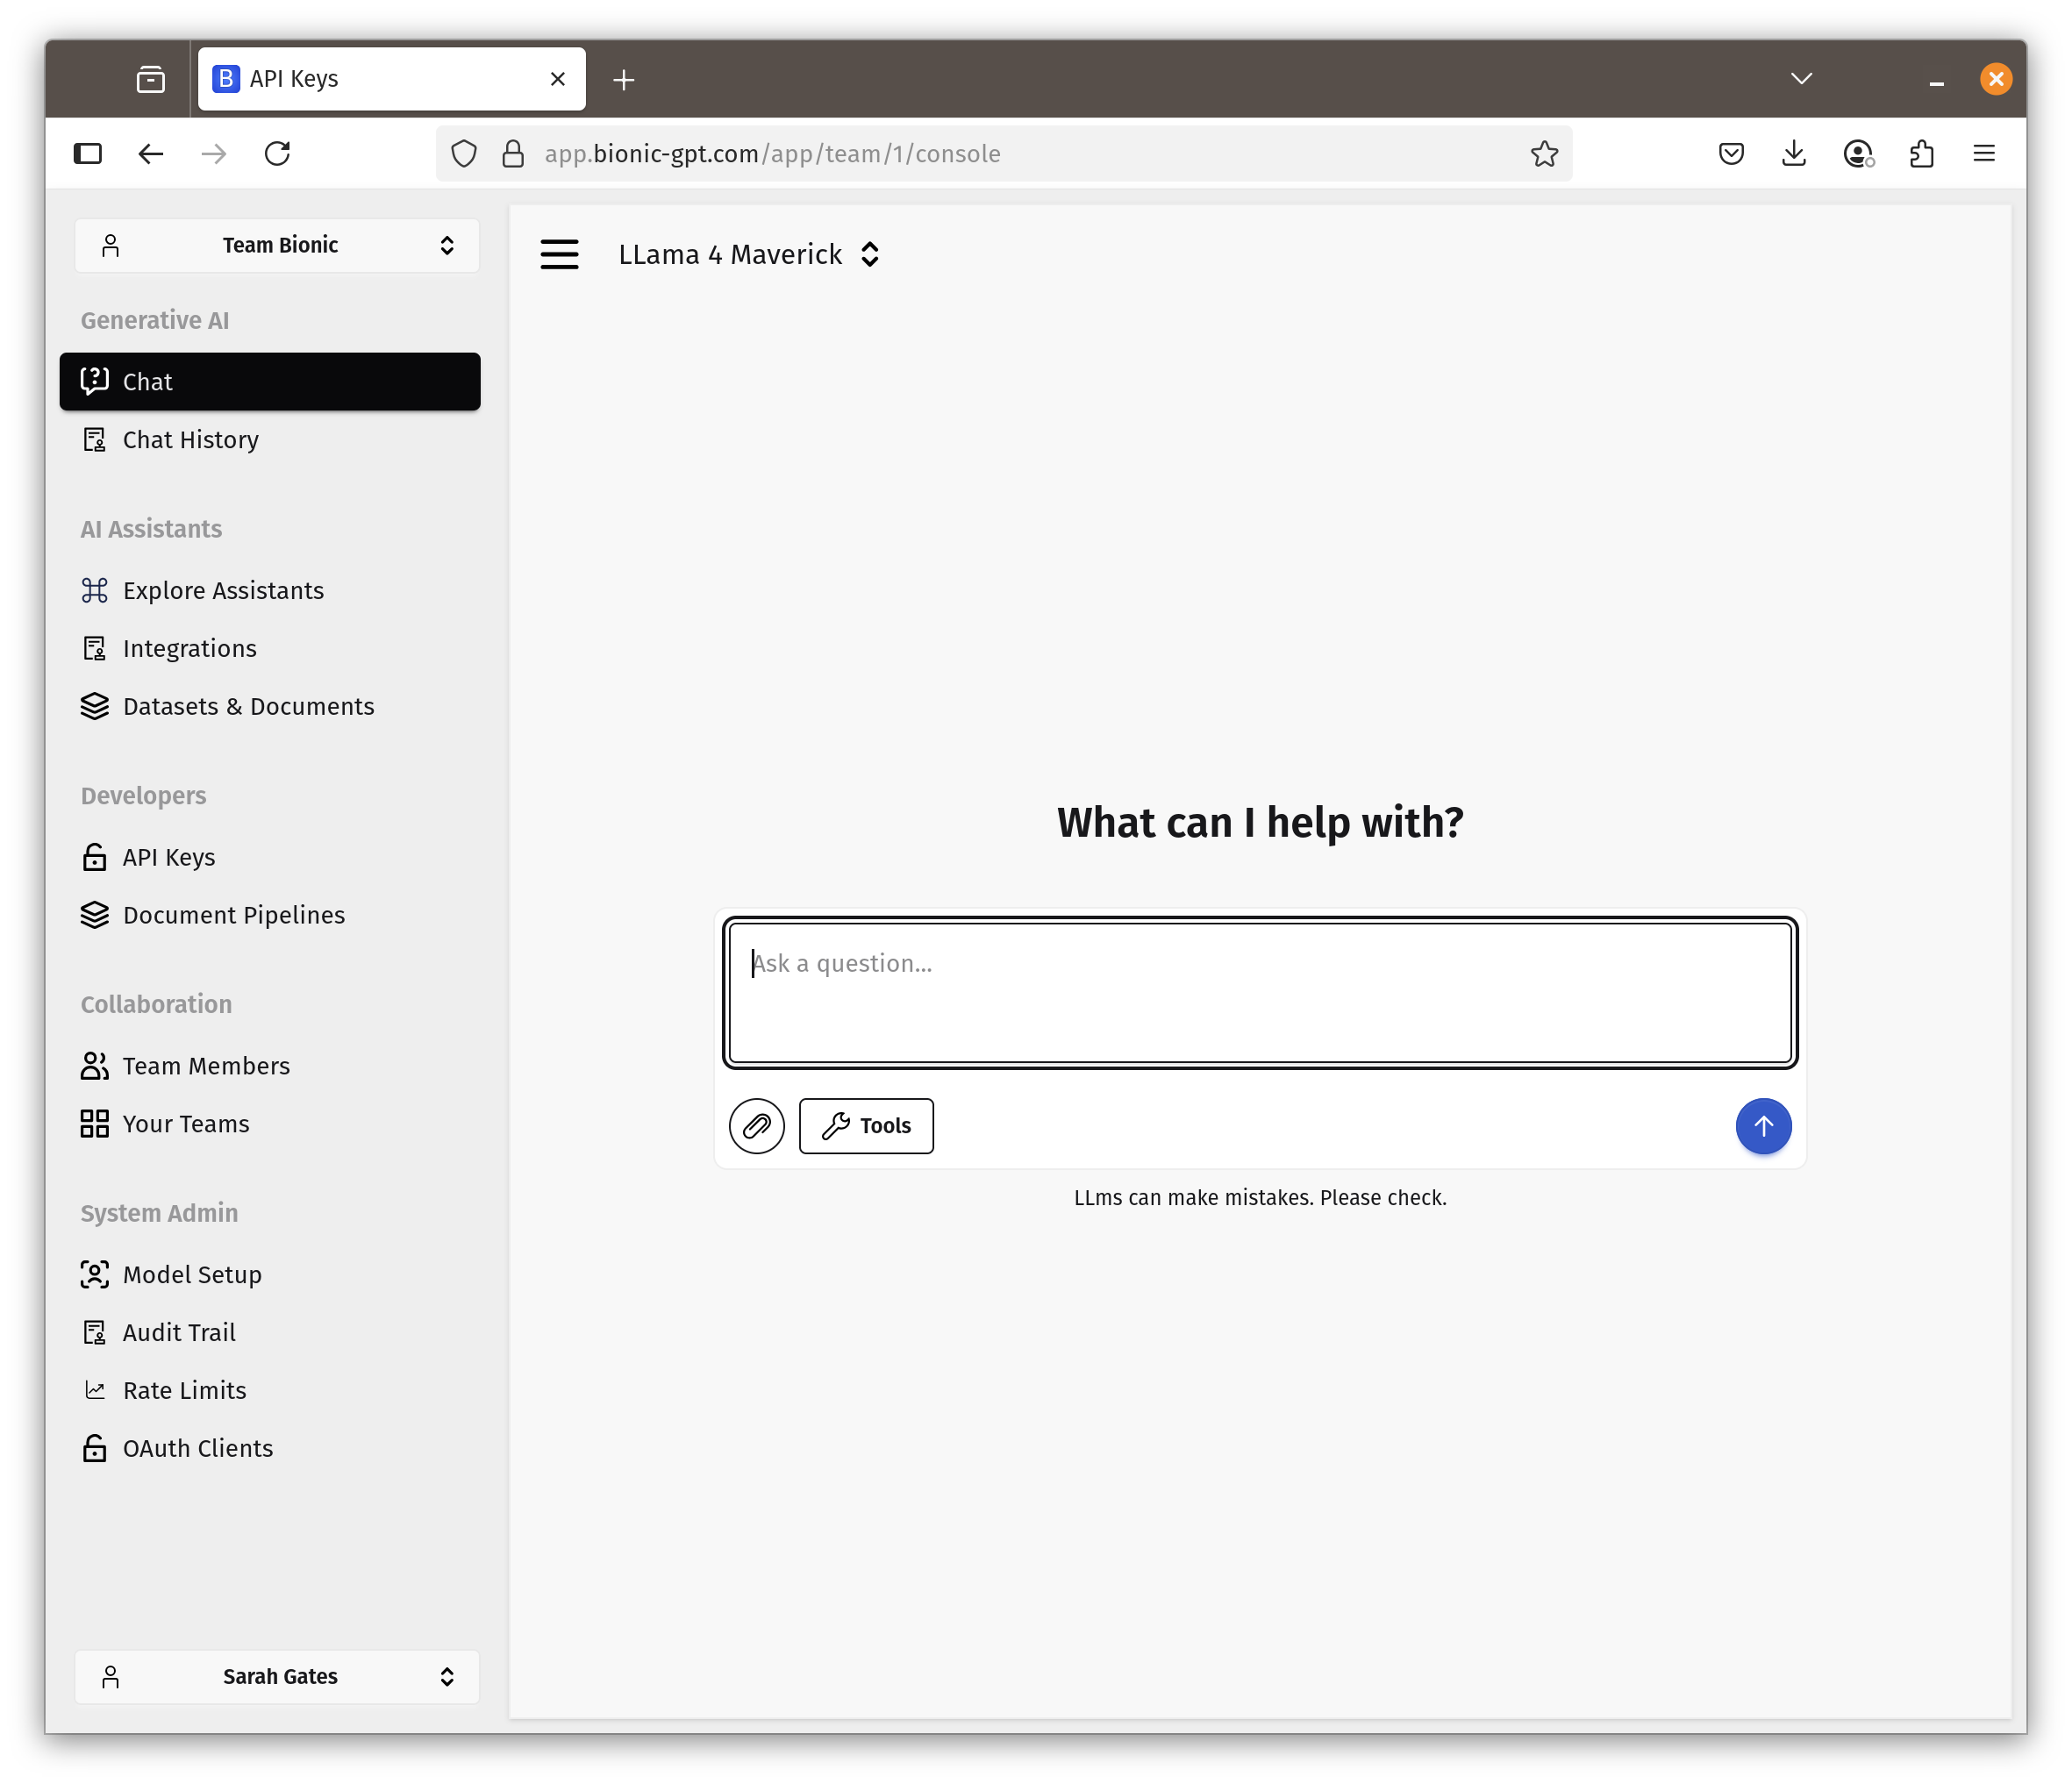 B API Keys
app.bionic-gpt.com/app/team/1/console
Team Bionic
Generative AI
Chat
Chat History
AI Assistants
Explore Assistants
Integrations
Datasets & Documents
Developers
API Keys
Document Pipelines
Collaboration
Team Members
Your Teams
System Admin
Model Setup
Audit Trail
Rate Limits
OAuth Clients
Sarah Gates
LLama 4 Maverick
What can I help with?
Ask a question...
Tools
LLms can make mistakes. Please check.